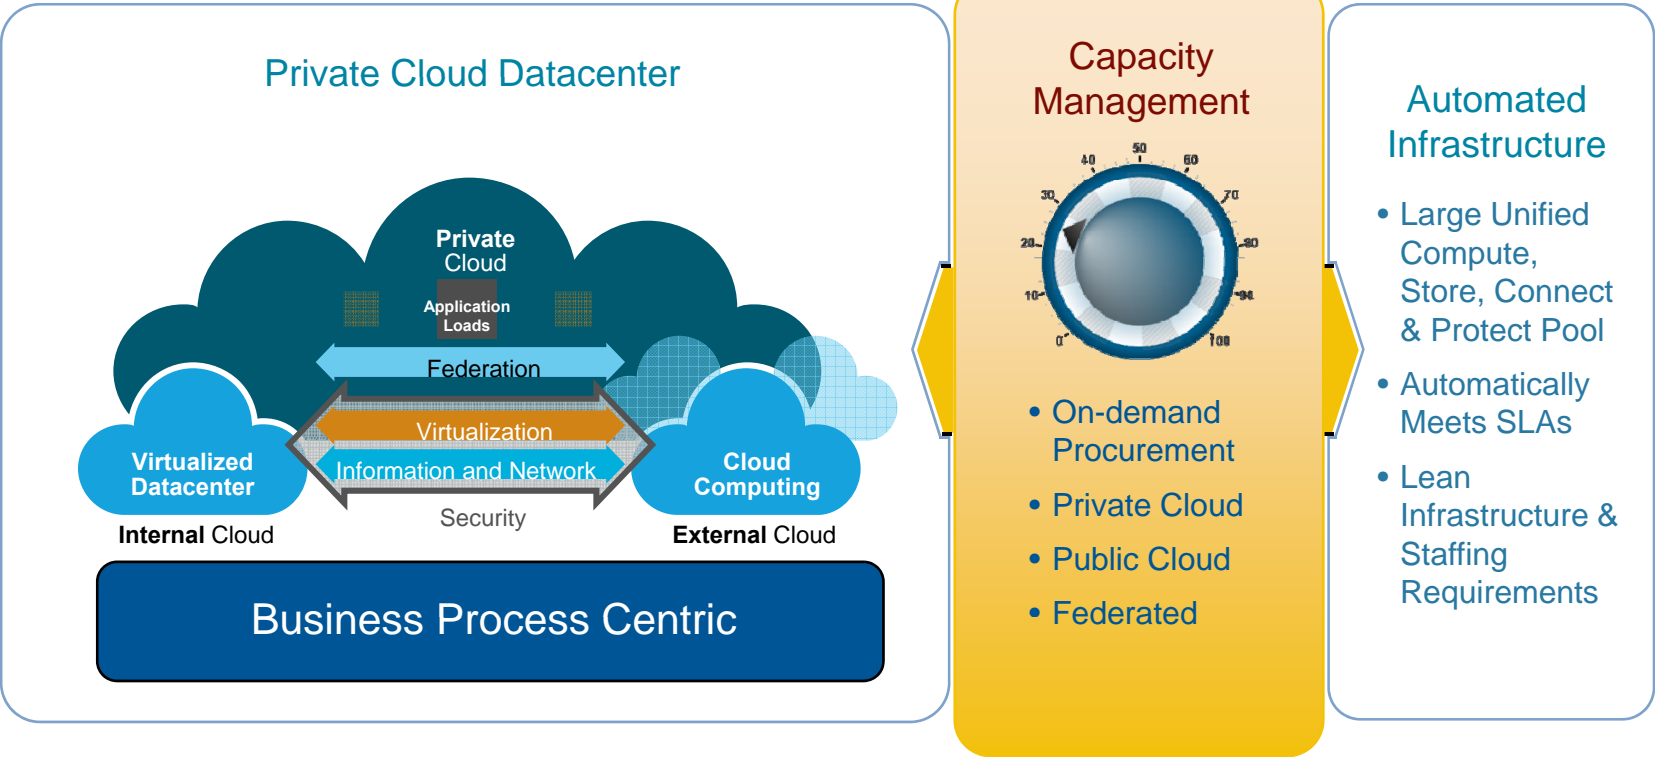 Private Cloud Datacenter
Private
Cloud
Application
Loads
Federation
Virtualization
Information and Network
Security
Virtualized
Datacenter
Internal Cloud
Cloud
Computing
External Cloud
Business Process Centric
Capacity
Management
50
40
60
30
70
20
80
10
94
0
100
• On-demand
Procurement
• Private Cloud
• Public Cloud
• Federated
Automated
Infrastructure
• Large Unified
Compute,
Store, Connect
& Protect Pool
• Automatically
Meets SLAs
• Lean
Infrastructure &
Staffing
Requirements